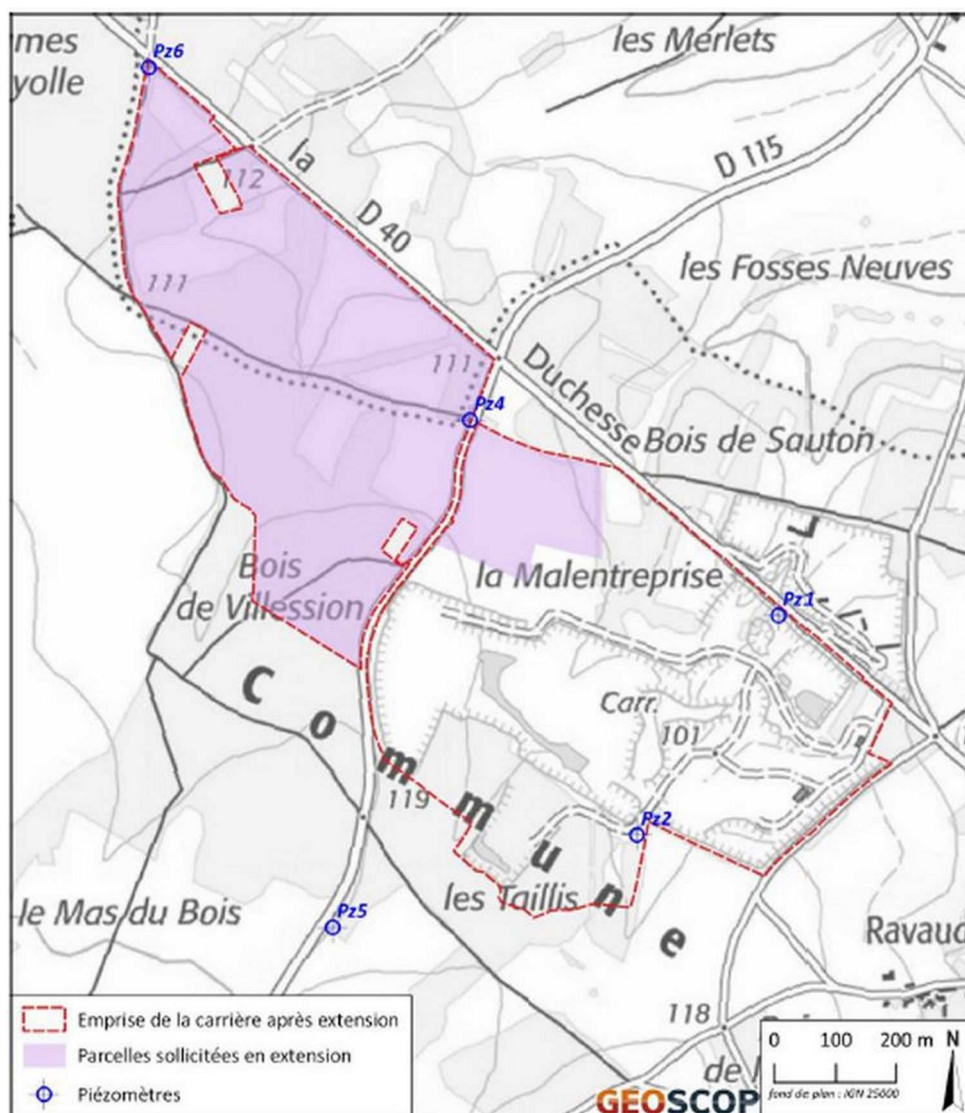 les Merlets
mes
yolle
Pz6
la
D 115
112
D 40
les Fosses Neuves
111
111
Pz4
Duchesse
Bois de Sauton
Bois
de Villession
la Malentreprise
Pz1
Carr.
101
Commune
119
Pz2
les Taillis
le Mas du Bois
Pz5
Ravaud
118
de
Emprise de la carrière après extension
Parcelles sollicitées en extension
Piézomètres
0 100 200 m N
fond de plan : IGN 25000
GEOSCOP